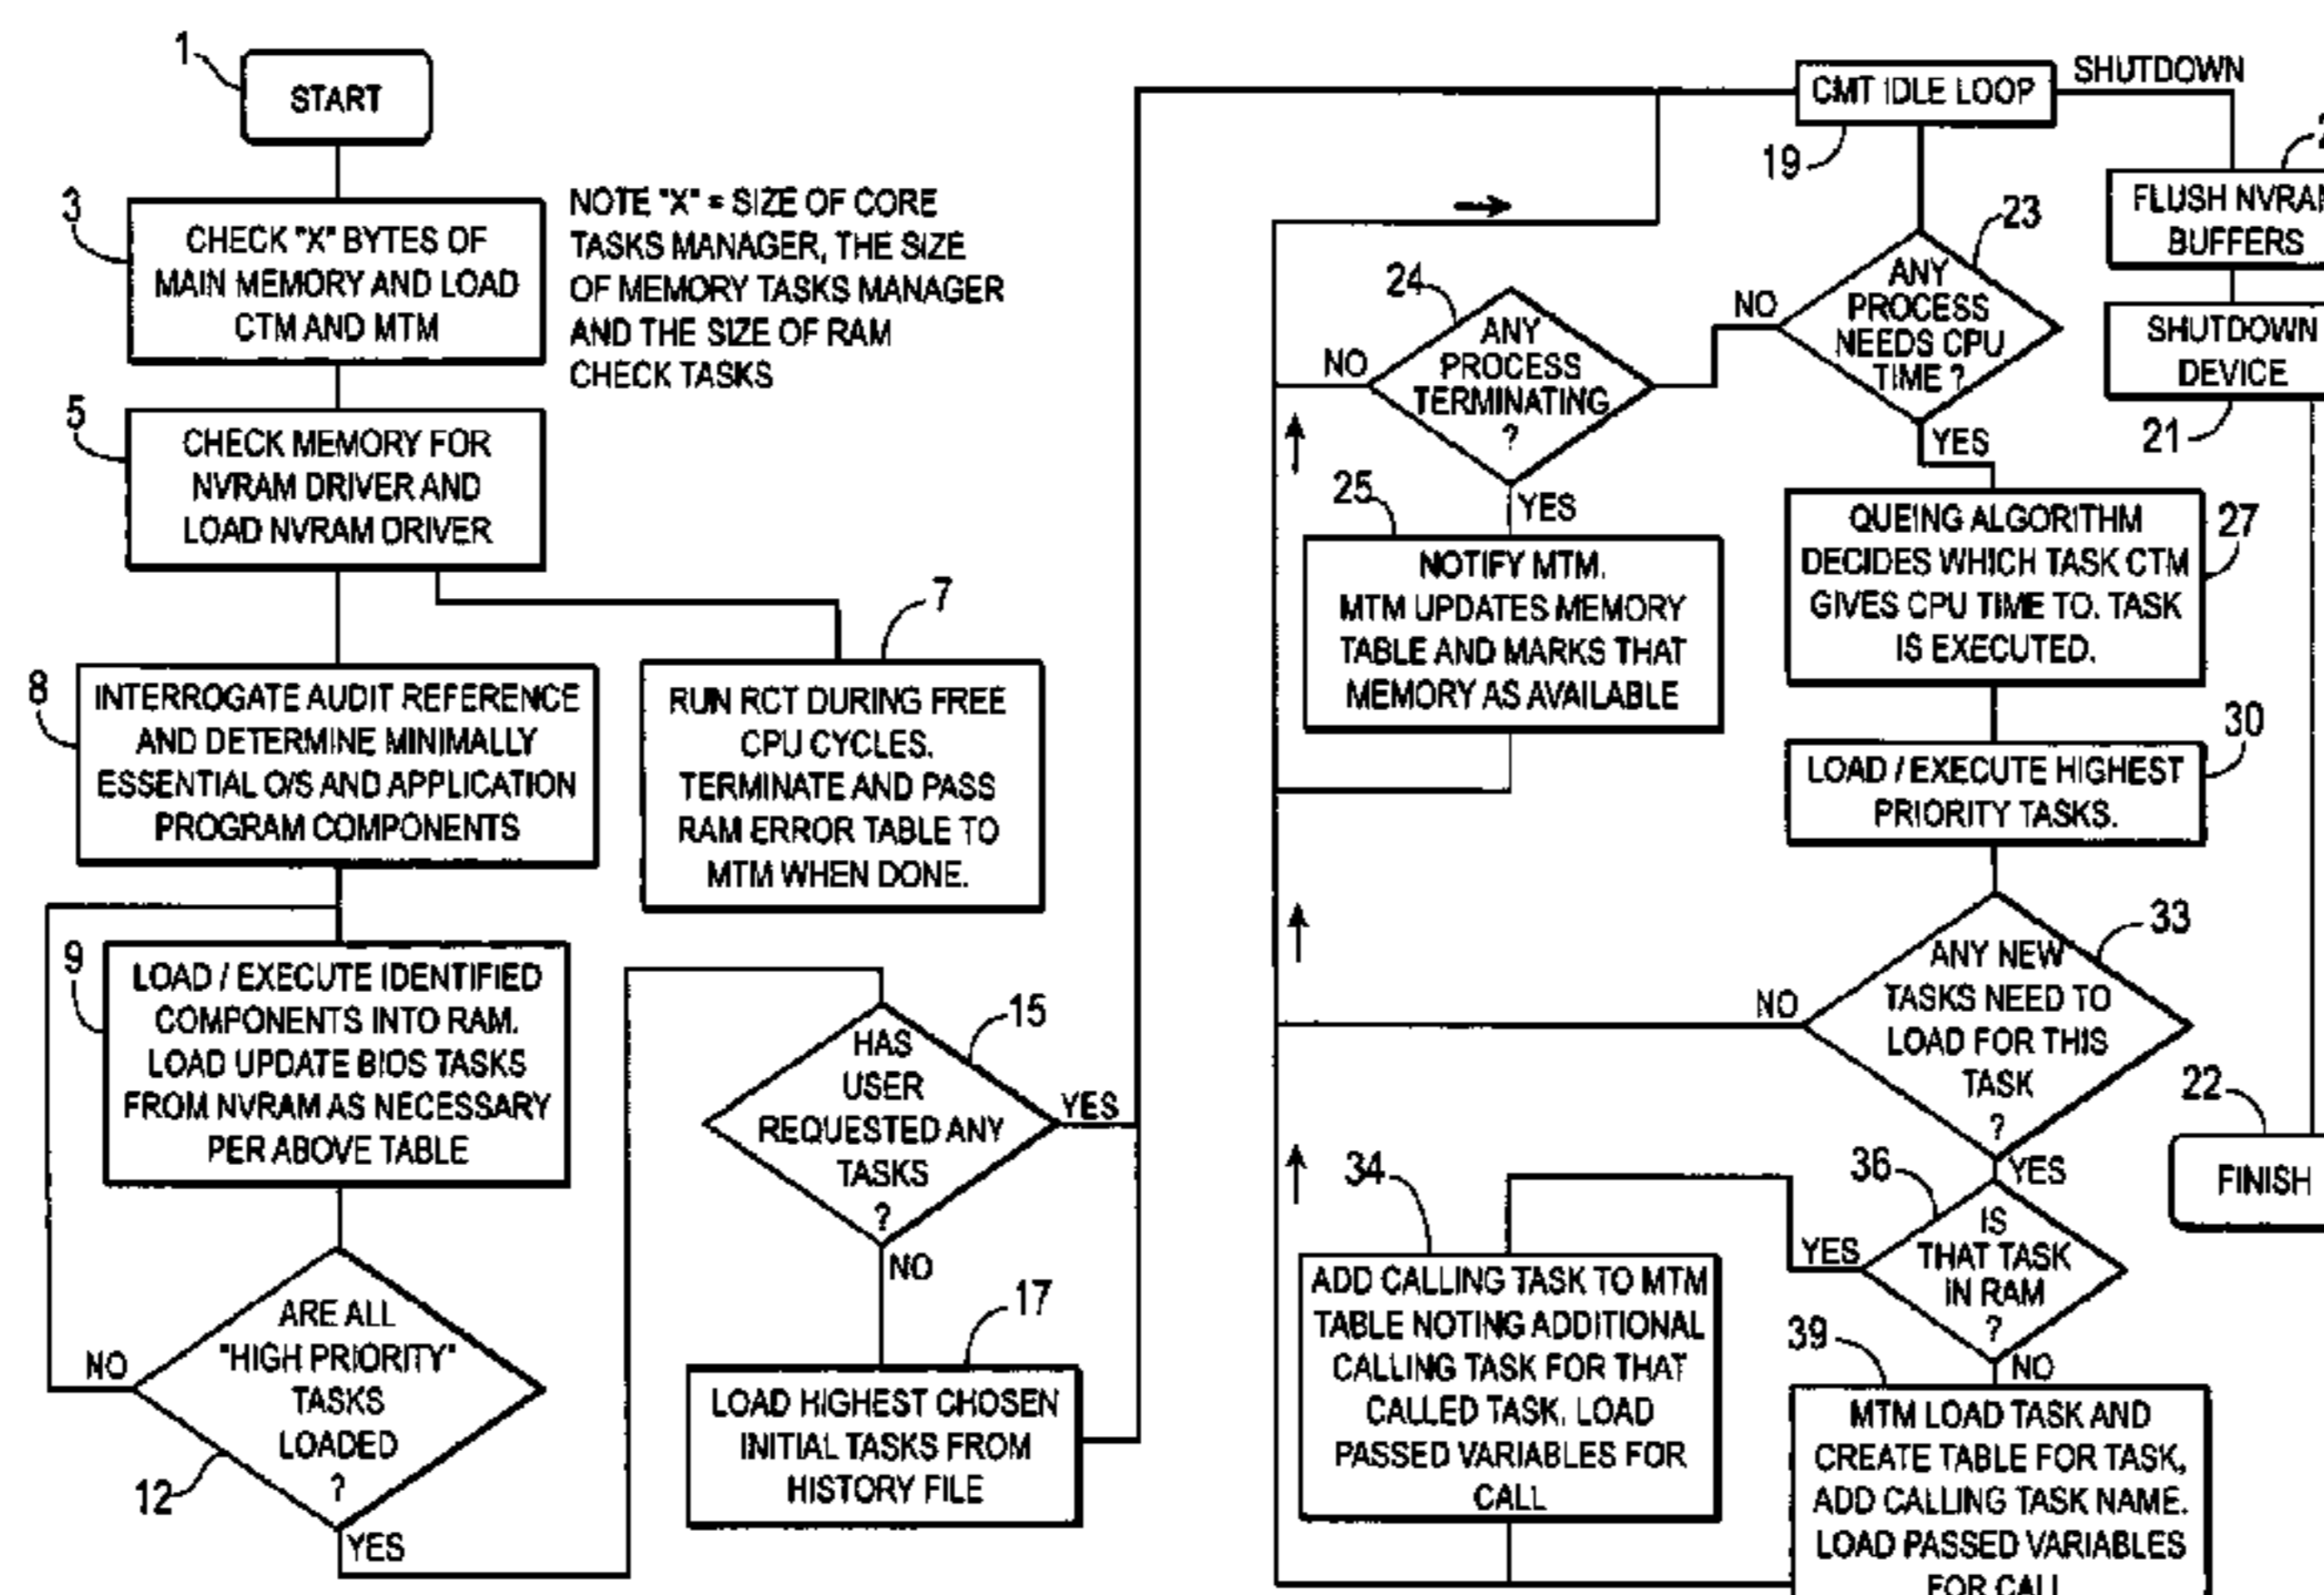 1
START
3
CHECK "X" BYTES OF
MAIN MEMORY AND LOAD
CTM AND MTM
NOTE "X" = SIZE OF CORE
TASKS MANAGER, THE SIZE
OF MEMORY TASKS MANAGER
AND THE SIZE OF RAM
CHECK TASKS
5
CHECK MEMORY FOR
NVRAM DRIVER AND
LOAD NVRAM DRIVER
7
RUN RCT DURING FREE
CPU CYCLES.
TERMINATE AND PASS
RAM ERROR TABLE TO
MTM WHEN DONE.
8
INTERROGATE AUDIT REFERENCE
AND DETERMINE MINIMALLY
ESSENTIAL O/S AND APPLICATION
PROGRAM COMPONENTS
9
LOAD / EXECUTE IDENTIFIED
COMPONENTS INTO RAM.
LOAD UPDATE BIOS TASKS
FROM NVRAM AS NECESSARY
PER ABOVE TABLE
ARE ALL
"HIGH PRIORITY"
TASKS
LOADED
?
NO
12
YES
15
HAS
USER
REQUESTED ANY
TASKS
?
YES
NO
17
LOAD HIGHEST CHOSEN
INITIAL TASKS FROM
HISTORY FILE
CMT IDLE LOOP
SHUTDOWN
19
FLUSH NVRAM
BUFFERS
SHUTDOWN
DEVICE
21
22
FINISH
23
ANY
PROCESS
NEEDS CPU
TIME ?
NO
YES
24
ANY
PROCESS
TERMINATING
?
NO
YES
25
NOTIFY MTM.
MTM UPDATES MEMORY
TABLE AND MARKS THAT
MEMORY AS AVAILABLE
QUEING ALGORITHM
DECIDES WHICH TASK CTM
GIVES CPU TIME TO. TASK
IS EXECUTED.
27
30
LOAD / EXECUTE HIGHEST
PRIORITY TASKS.
33
ANY NEW
TASKS NEED TO
LOAD FOR THIS
TASK
?
NO
YES
36
IS
THAT TASK
IN RAM
?
YES
NO
34
ADD CALLING TASK TO MTM
TABLE NOTING ADDITIONAL
CALLING TASK FOR THAT
CALLED TASK. LOAD
PASSED VARIABLES FOR
CALL
39
MTM LOAD TASK AND
CREATE TABLE FOR TASK,
ADD CALLING TASK NAME.
LOAD PASSED VARIABLES
FOR CALL